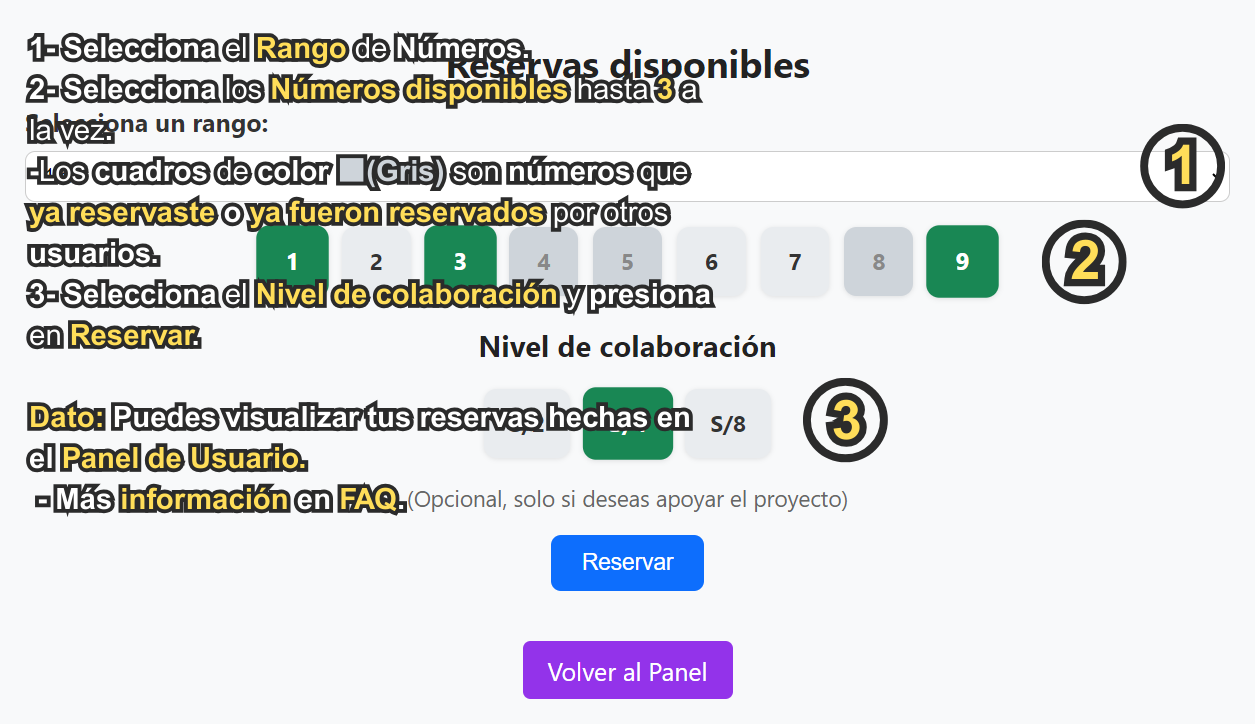 1- Selecciona el Rango de Números.
Reservas disponibles
2- Selecciona los Números disponibles hasta 3 a
la vez.
Selecciona un rango:
-Los cuadros de color (Gris) son números que
1
ya reservaste o ya fueron reservados por otros
usuarios.
1 2 3 4 5 6 7 8 9
2
3- Selecciona el Nivel de colaboración y presiona
en Reservar.
Nivel de colaboración
Dato: Puedes visualizar tus reservas hechas en
S/8
3
el Panel de Usuario.
- Más información en FAQ.
(Opcional, solo si deseas apoyar el proyecto)
Reservar
Volver al Panel